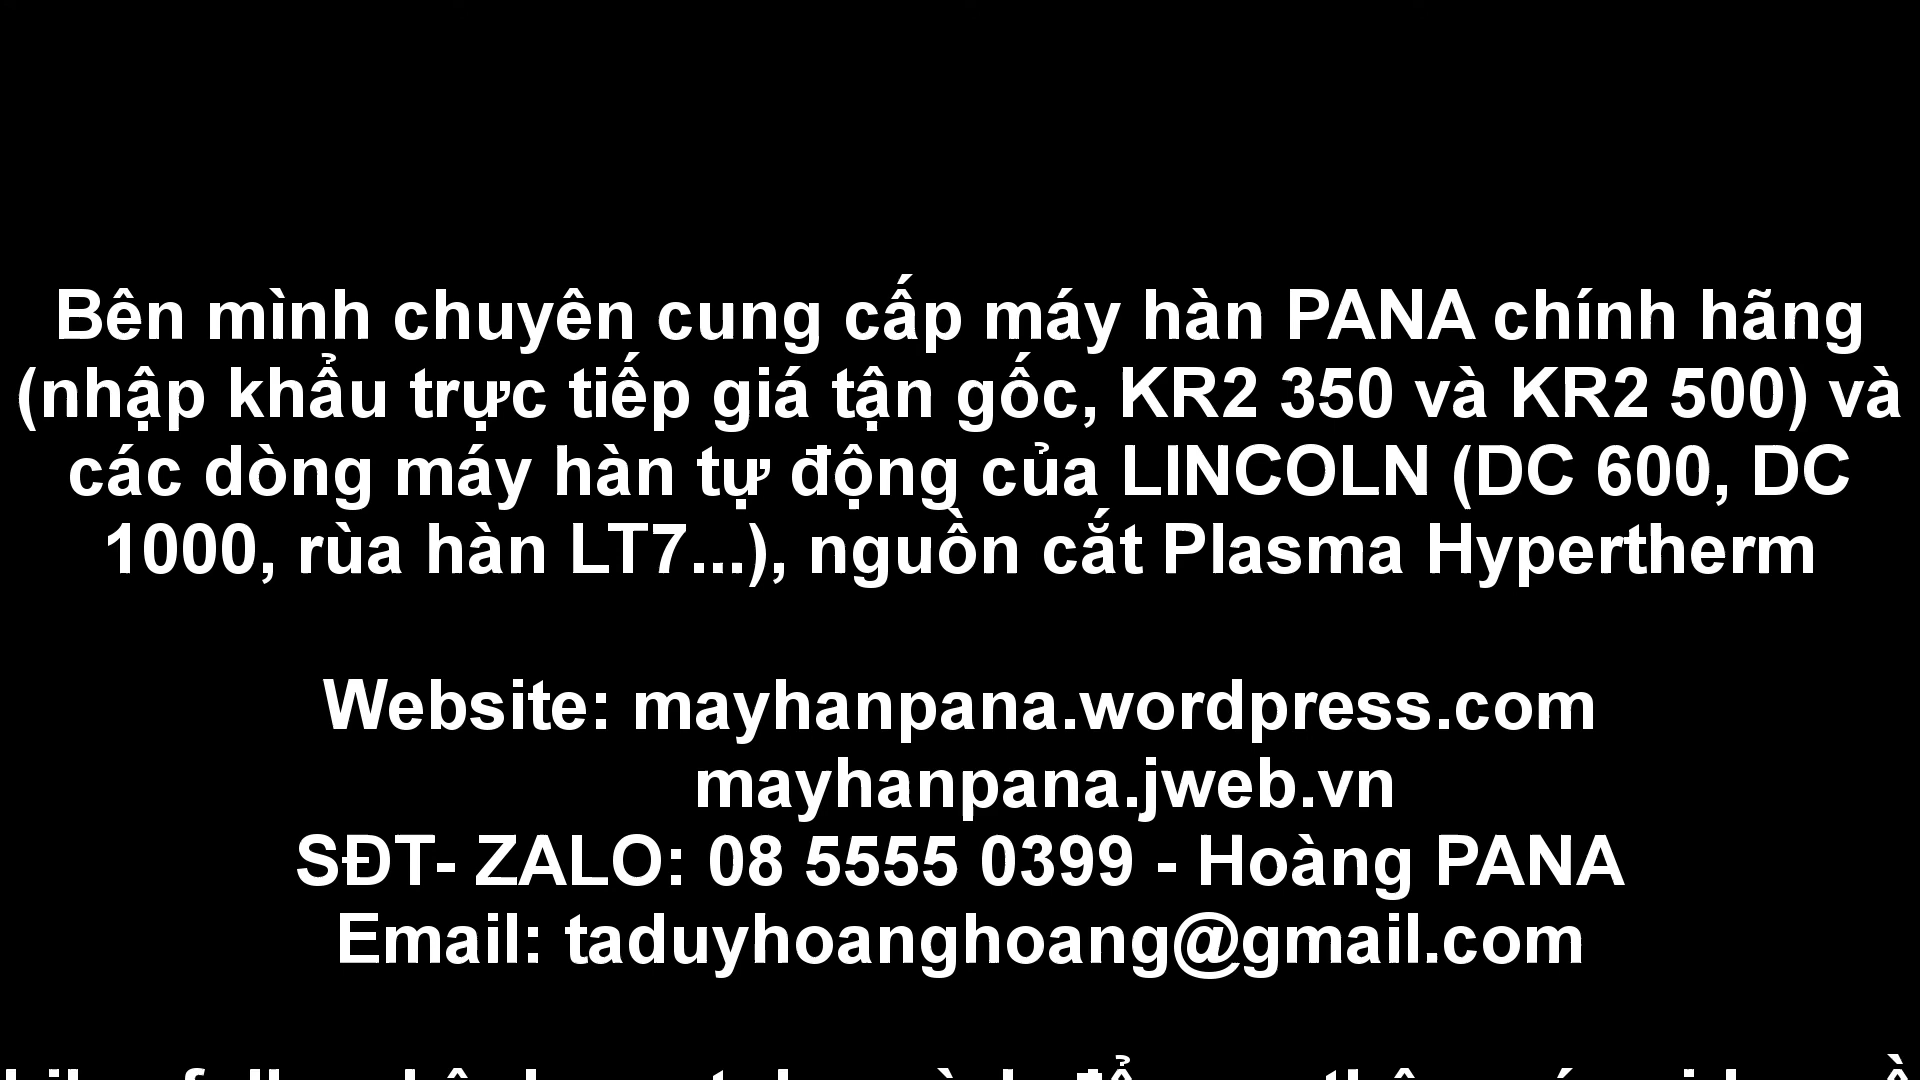 Bên mình chuyên cung cấp máy hàn PANA chính hãng
(nhập khẩu trực tiếp giá tận gốc, KR2 350 và KR2 500) và
các dòng máy hàn tự động của LINCOLN (DC 600, DC
1000, rùa hàn LT7...), nguồn cắt Plasma Hypertherm
Website: mayhanpana.wordpress.com
mayhanpana.jweb.vn
SĐT- ZALO: 08 5555 0399 - Hoàng PANA
Email: taduyhoanghoang@gmail.com